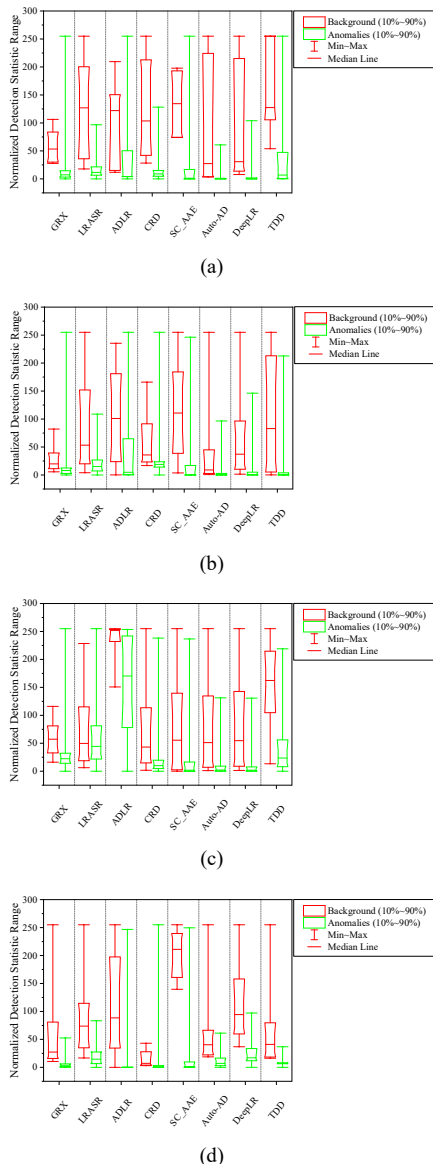 Normalized Detection Statistic Range
300
250
200
150
100
50
0
GRX
LRASR
ADLR
CRD
SC_AAE
Auto-AD
DeepLR
TDD
Background (10%~90%)
Anomalies (10%~90%)
Min~Max
Median Line
(a)
Normalized Detection Statistic Range
300
250
200
150
100
50
0
GRX
LRASR
ADLR
CRD
SC_AAE
Auto-AD
DeepLR
TDD
Background (10%~90%)
Anomalies (10%~90%)
Min~Max
Median Line
(b)
Normalized Detection Statistic Range
300
250
200
150
100
50
0
GRX
LRASR
ADLR
CRD
SC_AAE
Auto-AD
DeepLR
TDD
Background (10%~90%)
Anomalies (10%~90%)
Min~Max
Median Line
(c)
Normalized Detection Statistic Range
300
250
200
150
100
50
0
GRX
LRASR
ADLR
CRD
SC_AAE
Auto-AD
DeepLR
TDD
Background (10%~90%)
Anomalies (10%~90%)
Min~Max
Median Line
(d)